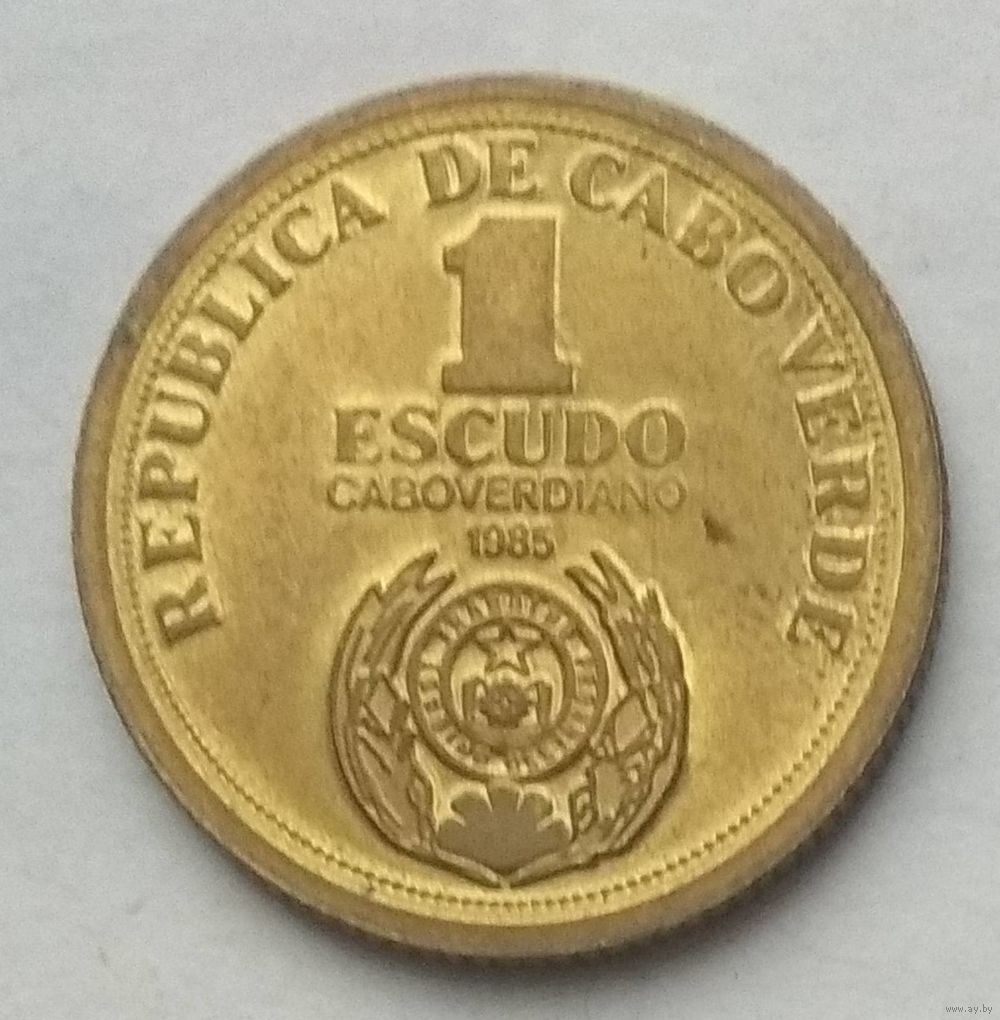 REPUBLICA DE CABO VERDE
1
ESCUDO
CABOVERDIANO
1985
www.ay.by